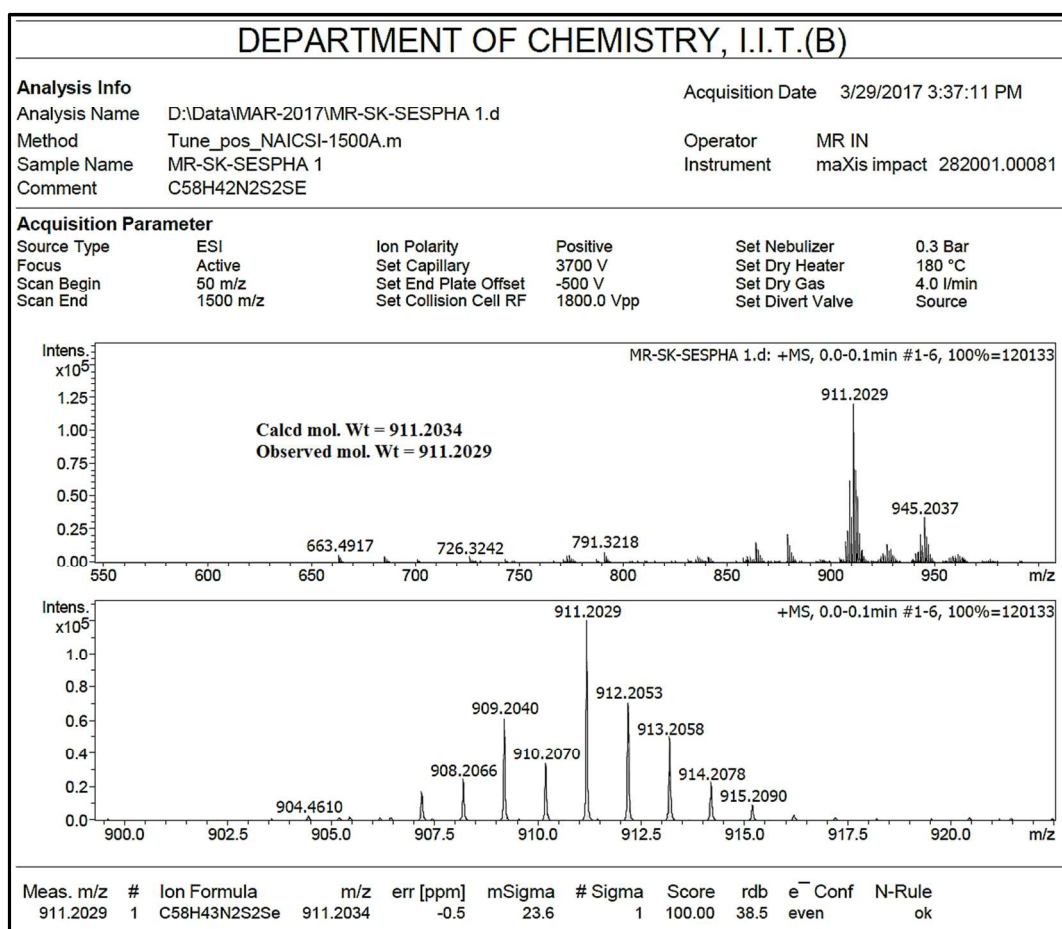 DEPARTMENT OF CHEMISTRY, I.I.T.(B)
Analysis Info
Acquisition Date 3/29/2017 3:37:11 PM
Analysis Name D:\Data\MAR-2017\MR-SK-SESPHA 1.d
Method Tune_pos_NAICSI-1500A.m Operator MR IN
Sample Name MR-SK-SESPHA 1 Instrument maXis impact 282001.00081
Comment C58H42N2S2SE
Acquisition Parameter
Source Type ESI Ion Polarity Positive Set Nebulizer 0.3 Bar
Focus Active Set Capillary 3700 V Set Dry Heater 180 °C
Scan Begin 50 m/z Set End Plate Offset -500 V Set Dry Gas 4.0 l/min
Scan End 1500 m/z Set Collision Cell RF 1800.0 Vpp Set Divert Valve Source
Intens.
x10⁵
MR-SK-SESPHA 1.d: +MS, 0.0-0.1min #1-6, 100%=120133
911.2029
1.25
1.00
Calcd mol. Wt = 911.2034
Observed mol. Wt = 911.2029
0.75
0.50
945.2037
0.25
663.4917 726.3242 791.3218
0.00
550 600 650 700 750 800 850 900 950 m/z
Intens.
x10⁵
911.2029
+MS, 0.0-0.1min #1-6, 100%=120133
1.0
0.8
912.2053
909.2040
0.6
913.2058
0.4
910.2070
908.2066
914.2078
0.2
915.2090
904.4610
0.0
900.0 902.5 905.0 907.5 910.0 912.5 915.0 917.5 920.0 m/z
Meas. m/z # Ion Formula m/z err [ppm] mSigma # Sigma Score rdb e⁻ Conf N-Rule
911.2029 1 C58H43N2S2Se 911.2034 -0.5 23.6 1 100.00 38.5 even ok